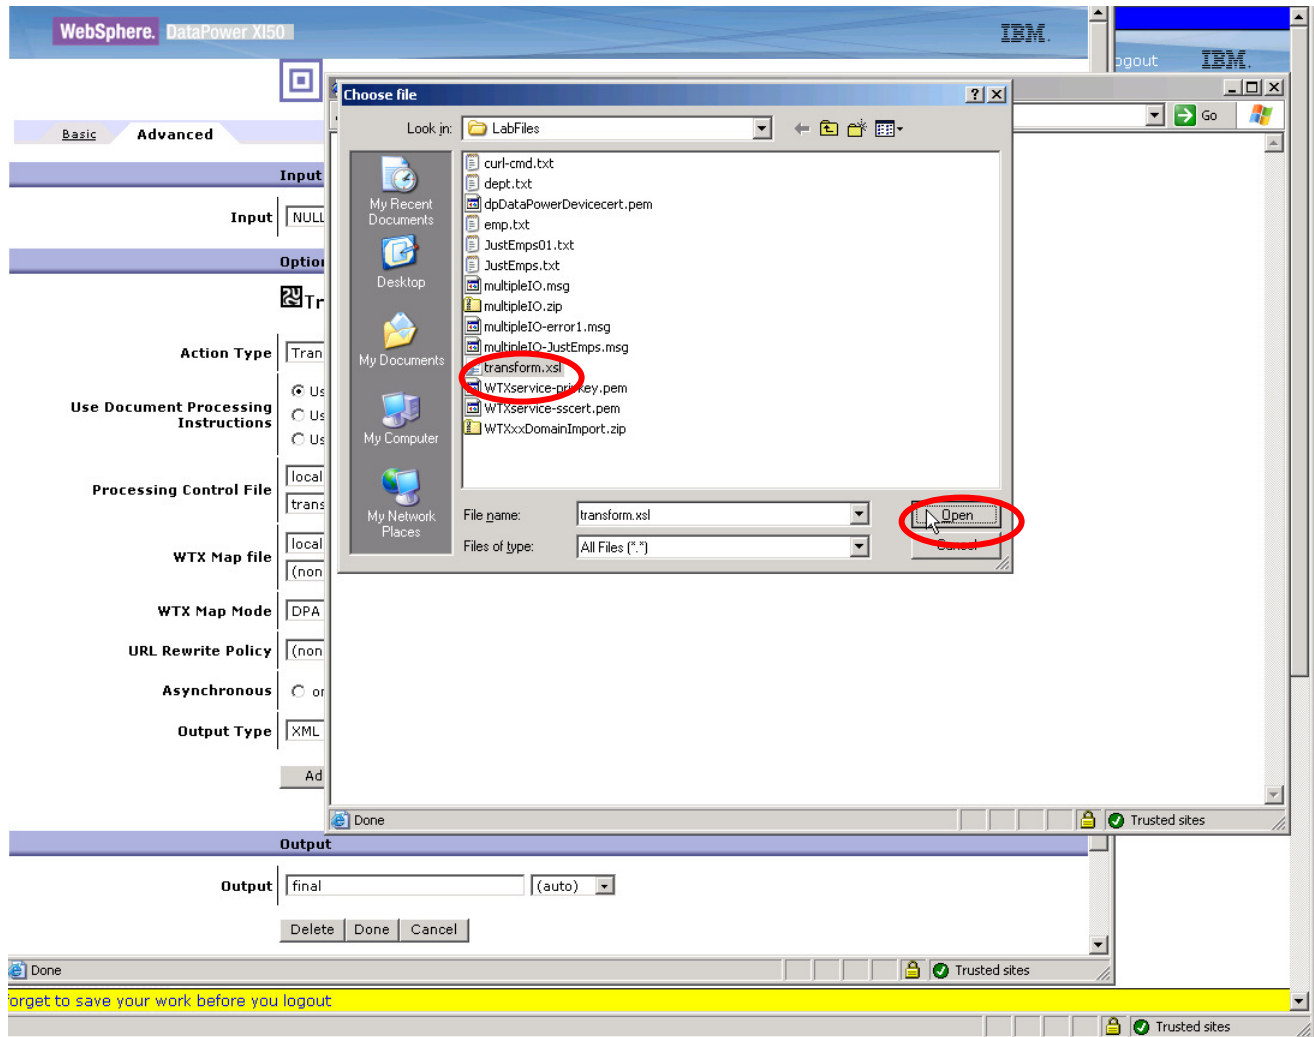 WebSphere. DataPower XI50
IBM.
ogout
IBM.
Choose file
Look in:
LabFiles
Go
Basic
Advanced
curl-cmd.txt
dept.txt
dpDataPowerDevicecert.pem
emp.txt
JustEmps01.txt
JustEmps.txt
multipleIO.msg
multipleIO.zip
multipleIO-error1.msg
multipleIO-JustEmps.msg
transform.xsl
WTXservice-privkey.pem
WTXservice-sscert.pem
WTXxxDomainImport.zip
My Recent
Documents
Desktop
My Documents
My Computer
My Network
Places
File name:
transform.xsl
Open
Files of type:
All Files (*.*)
Cancel
Input
Input
NULL
Option
Tr
Action Type
Tran
Use Document Processing
Instructions
Us
Us
Us
Processing Control File
local
trans
WTX Map file
local
(non
WTX Map Mode
DPA
URL Rewrite Policy
(non
Asynchronous
on
Output Type
XML
Ad
Done
Trusted sites
Output
Output
final
(auto)
Delete
Done
Cancel
Done
Trusted sites
forget to save your work before you logout
Trusted sites